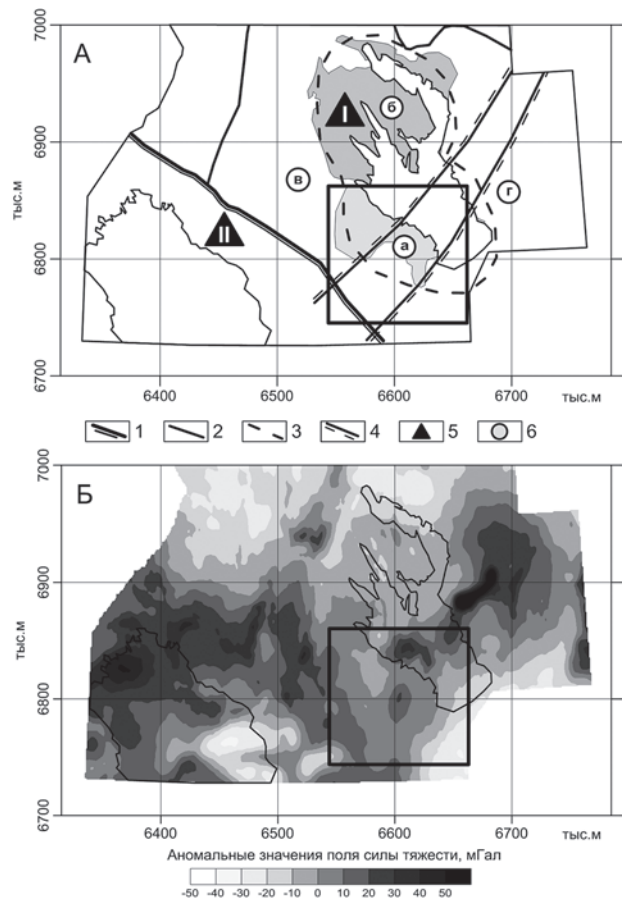 7000
А
I
б
6900
в
г
тыс.м
II
а
6800
6700
6400 6500 6600 6700
тыс.м
1 2 3 4 5 6
7000
Б
6900
тыс.м
6800
6700
6400 6500 6600 6700 тыс.м
Аномальные значения поля силы тяжести, мГал
-50 -40 -30 -20 -10 0 10 20 30 40 50